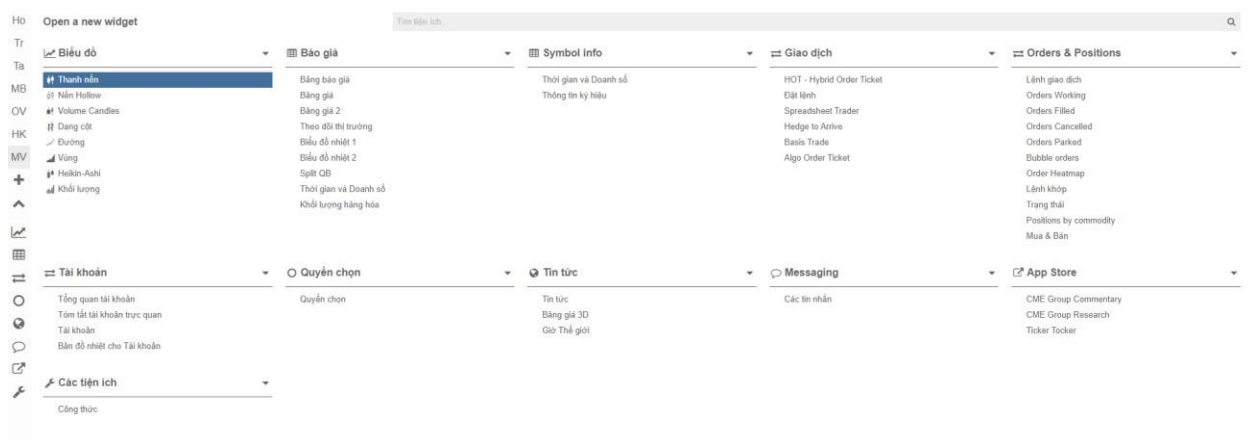 Open a new widget
Tìm tiện ích...
Ho
Tr
Ta
MB
OV
HK
MV
Biểu đồ
Thanh nến
Nến Hollow
Volume Candles
Dạng cột
Đường
Vùng
Heikin-Ashi
Khối lượng
Báo giá
Bảng báo giá
Bảng giá
Bảng giá 2
Theo dõi thị trường
Biểu đồ nhiệt 1
Biểu đồ nhiệt 2
Split QB
Thời gian và Doanh số
Khối lượng hàng hóa
Symbol info
Thời gian và Doanh số
Thông tin ký hiệu
Giao dịch
HOT - Hybrid Order Ticket
Đặt lệnh
Spreadsheet Trader
Hedge to Arrive
Basis Trade
Algo Order Ticket
Orders & Positions
Lệnh giao dịch
Orders Working
Orders Filled
Orders Cancelled
Orders Parked
Bubble orders
Order Heatmap
Lệnh khớp
Trạng thái
Positions by commodity
Mua & Bán
Tài khoản
Tổng quan tài khoản
Tóm tắt tài khoản trực quan
Tài khoản
Bản đồ nhiệt cho Tài khoản
Quyền chọn
Quyền chọn
Tin tức
Tin tức
Bảng giá 3D
Giờ Thế giới
Messaging
Các tin nhắn
App Store
CME Group Commentary
CME Group Research
Ticker Tocker
Các tiện ích
Công thức